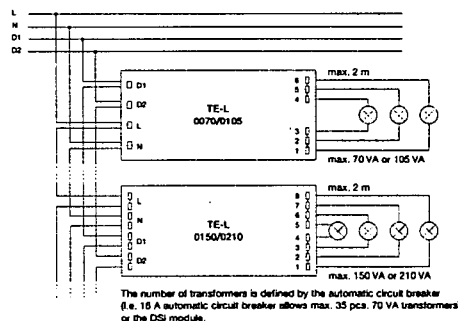 L
N
D1
D2
max. 2 m
D1
D2
L
N
TE-L
0070/0105
6
5
4
3
2
1
max. 70 VA or 105 VA
max. 2 m
L
N
D1
D2
TE-L
0150/0210
8
7
6
5
4
3
2
1
max. 150 VA or 210 VA
The number of transformers is defined by the automatic circuit breaker
(i.e. 16 A automatic circuit breaker allows max. 35 pcs. 70 VA transformers
or the DSI module.